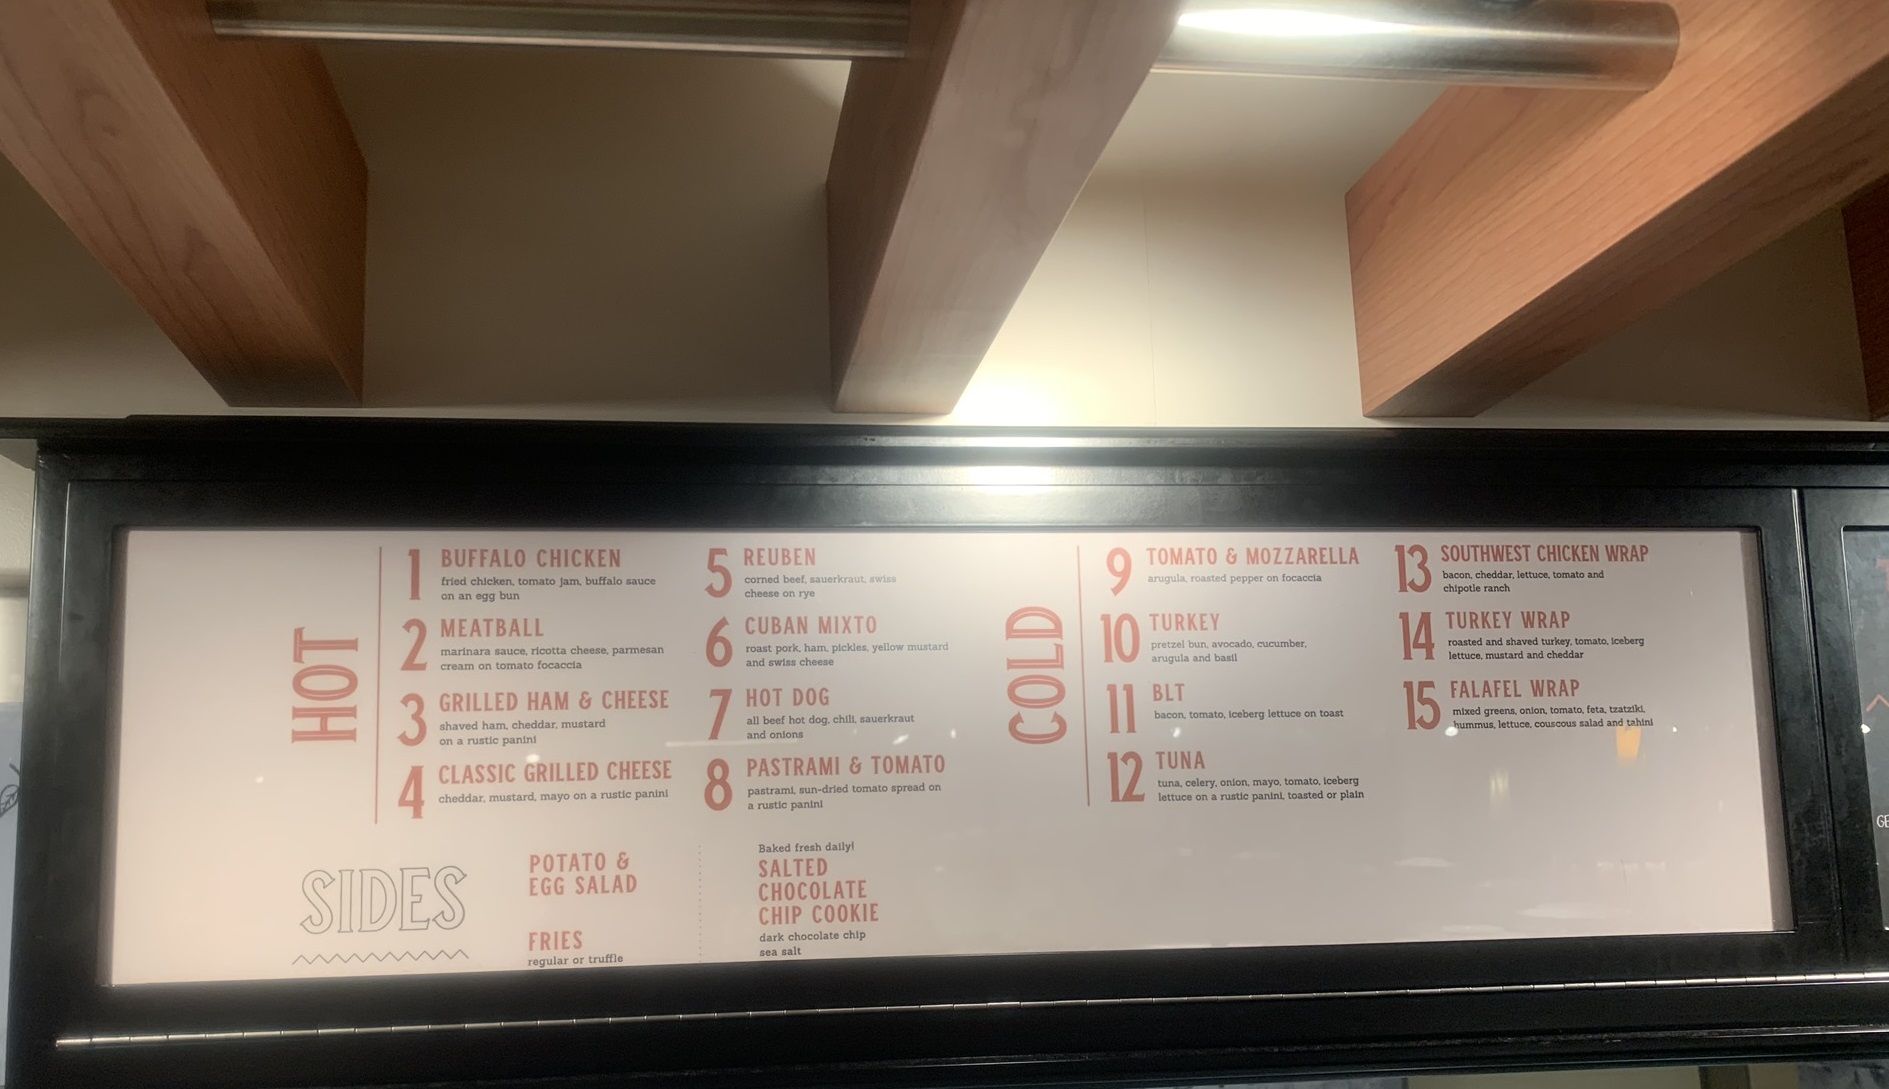 HOT
1 BUFFALO CHICKEN
fried chicken, tomato jam, buffalo sauce
on an egg bun
2 MEATBALL
marinara sauce, ricotta cheese, parmesan
cream on tomato focaccia
3 GRILLED HAM & CHEESE
shaved ham, cheddar, mustard
on a rustic panini
4 CLASSIC GRILLED CHEESE
cheddar, mustard, mayo on a rustic panini
5 REUBEN
corned beef, sauerkraut, swiss
cheese on rye
6 CUBAN MIXTO
roast pork, ham, pickles, yellow mustard
and swiss cheese
7 HOT DOG
all beef hot dog, chili, sauerkraut
and onions
8 PASTRAMI & TOMATO
pastrami, sun-dried tomato spread on
a rustic panini
COLD
9 TOMATO & MOZZARELLA
arugula, roasted pepper on focaccia
10 TURKEY
pretzel bun, avocado, cucumber,
arugula and basil
11 BLT
bacon, tomato, iceberg lettuce on toast
12 TUNA
tuna, celery, onion, mayo, tomato, iceberg
lettuce on a rustic panini, toasted or plain
13 SOUTHWEST CHICKEN WRAP
bacon, cheddar, lettuce, tomato and
chipotle ranch
14 TURKEY WRAP
roasted and shaved turkey, tomato, iceberg
lettuce, mustard and cheddar
15 FALAFEL WRAP
mixed greens, onion, tomato, feta, tzatziki,
hummus, lettuce, couscous salad and tahini
SIDES
POTATO &
EGG SALAD
FRIES
regular or truffle
Baked fresh daily!
SALTED
CHOCOLATE
CHIP COOKIE
dark chocolate chip
sea salt